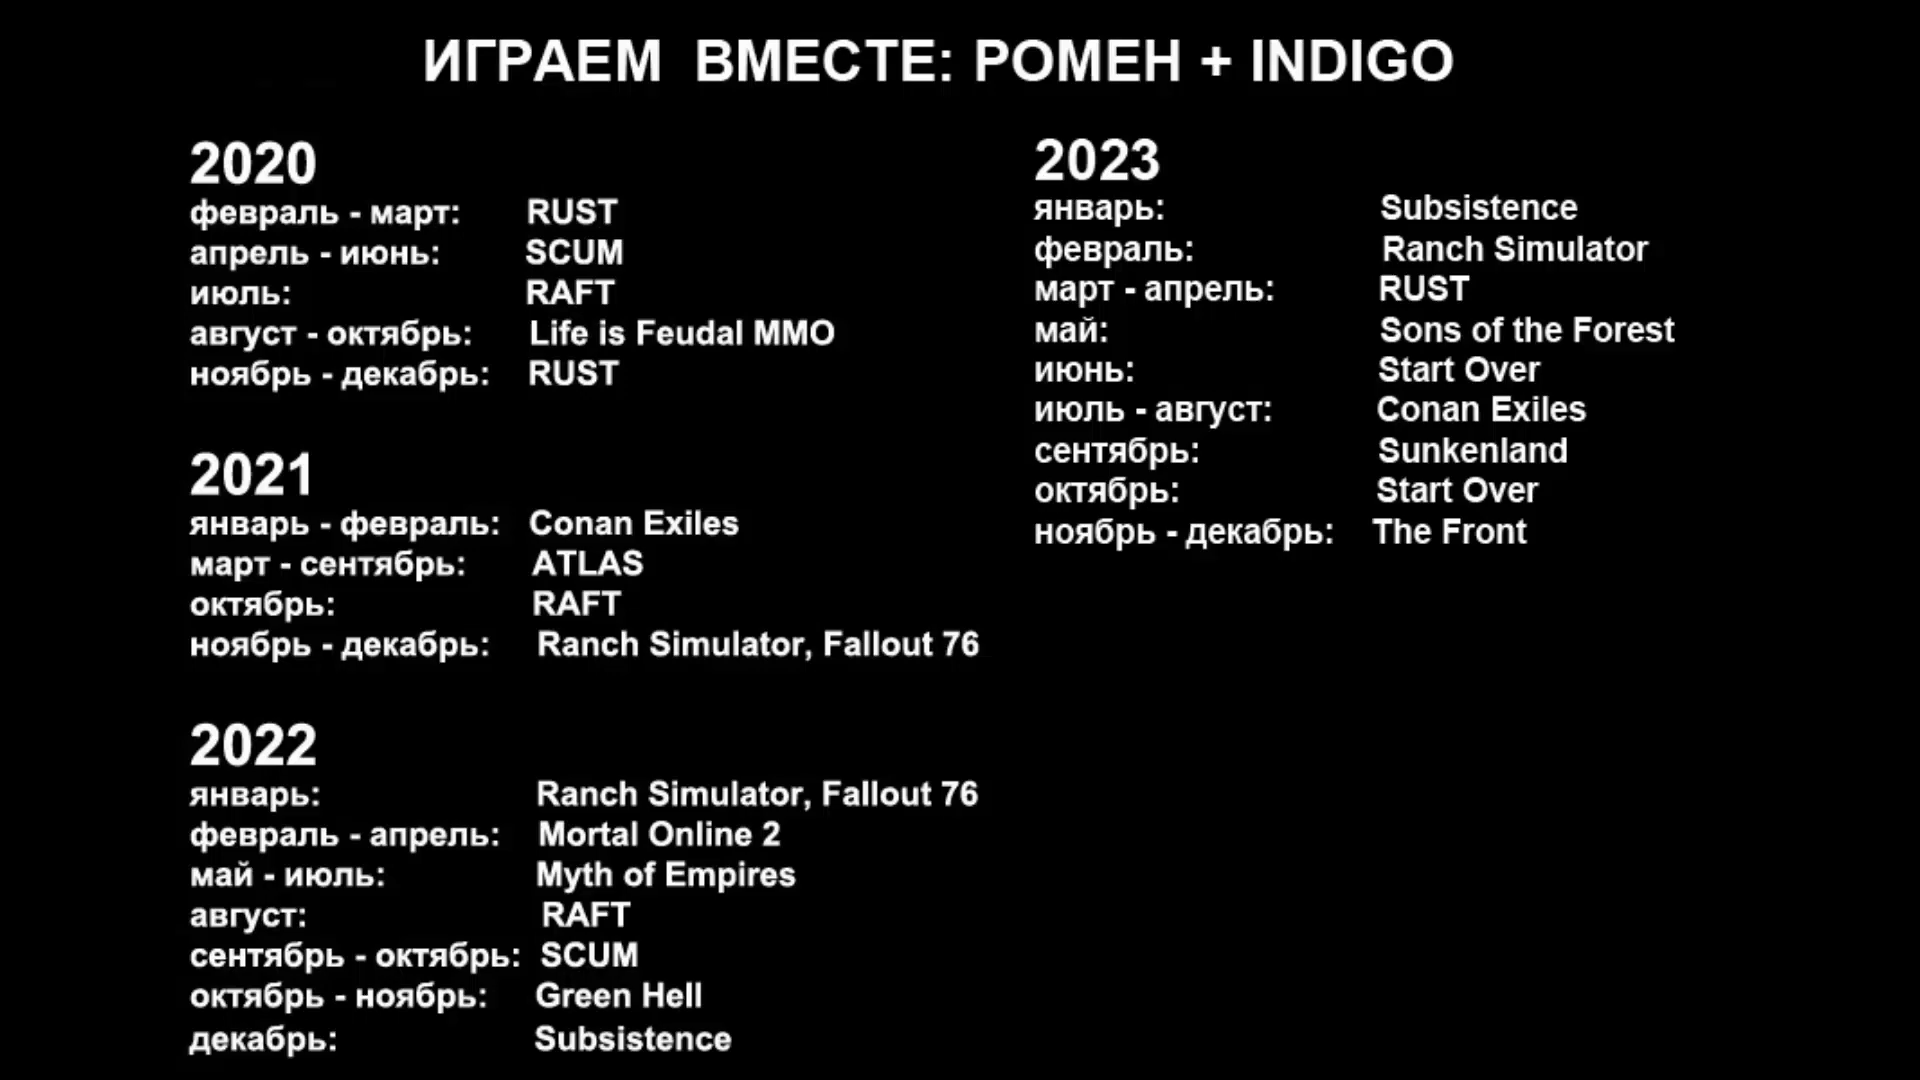 ИГРАЕМ ВМЕСТЕ: РОМЕН + INDIGO
2020
февраль - март: RUST
апрель - июнь: SCUM
июль: RAFT
август - октябрь: Life is Feudal MMO
ноябрь - декабрь: RUST
2021
январь - февраль: Conan Exiles
март - сентябрь: ATLAS
октябрь: RAFT
ноябрь - декабрь: Ranch Simulator, Fallout 76
2022
январь: Ranch Simulator, Fallout 76
февраль - апрель: Mortal Online 2
май - июль: Myth of Empires
август: RAFT
сентябрь - октябрь: SCUM
октябрь - ноябрь: Green Hell
декабрь: Subsistence
2023
январь: Subsistence
февраль: Ranch Simulator
март - апрель: RUST
май: Sons of the Forest
июнь: Start Over
июль - август: Conan Exiles
сентябрь: Sunkenland
октябрь: Start Over
ноябрь - декабрь: The Front